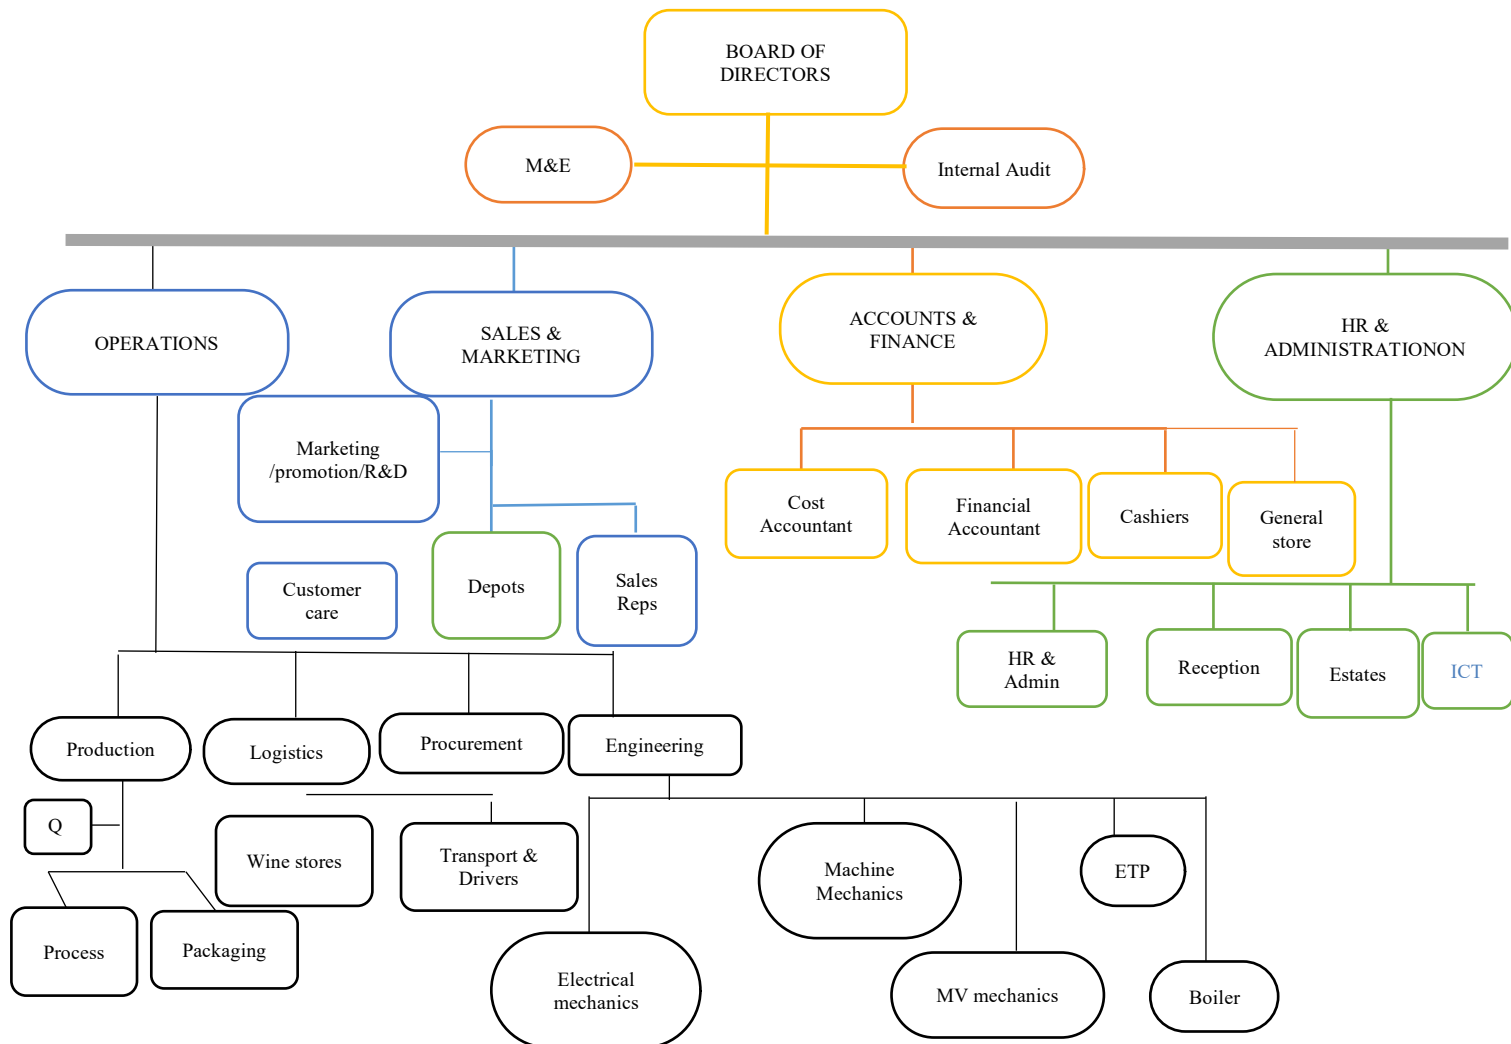 BOARD OF
DIRECTORS
M&E
Internal Audit
OPERATIONS
SALES &
MARKETING
ACCOUNTS &
FINANCE
HR &
ADMINISTRATIONON
Marketing
/promotion/R&D
Cost
Accountant
Financial
Accountant
Cashiers
General
store
Customer
care
Depots
Sales
Reps
HR &
Admin
Reception
Estates
ICT
Production
Logistics
Procurement
Engineering
Q
Wine stores
Transport &
Drivers
Machine
Mechanics
ETP
Process
Packaging
Electrical
mechanics
MV mechanics
Boiler